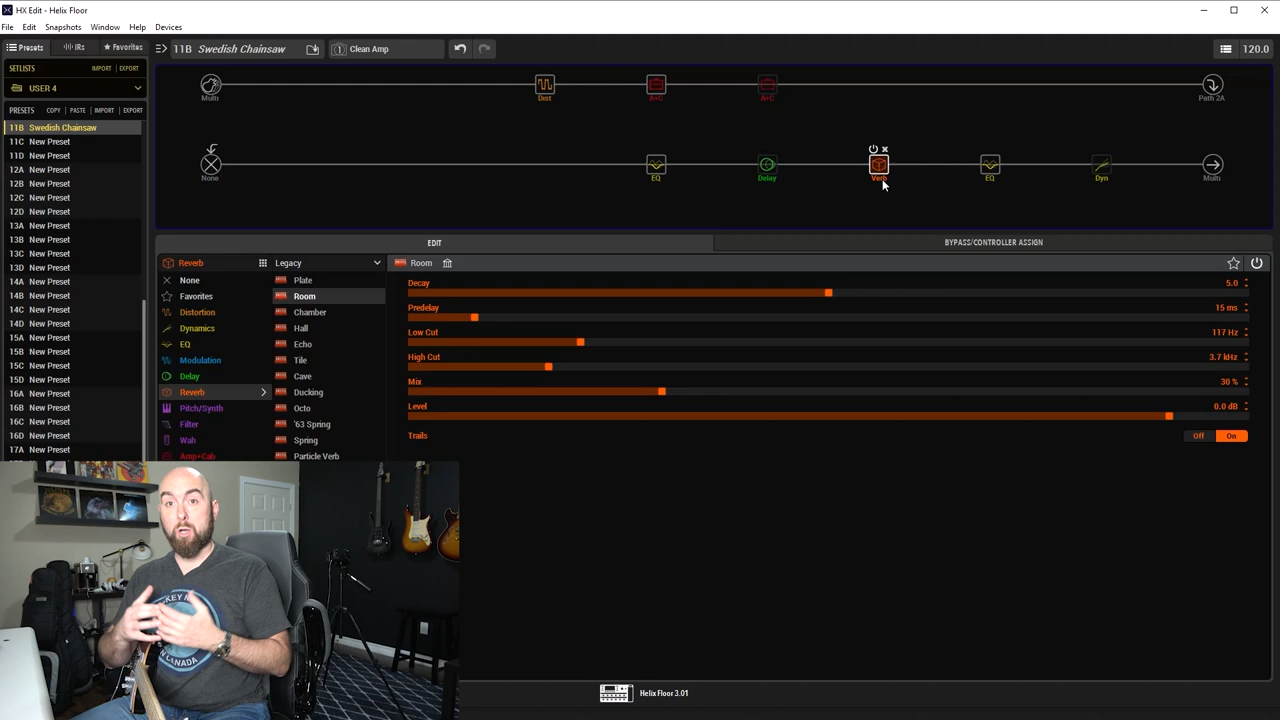 HX Edit - Helix Floor
File Edit Snapshots Window Help Devices
Presets IRs Favorites
11B Swedish Chainsaw 1 Clean Amp 120.0
SETLISTS IMPORT EXPORT
USER 4
PRESETS COPY PASTE IMPORT EXPORT
11B Swedish Chainsaw
11C New Preset
11D New Preset
12A New Preset
12B New Preset
12C New Preset
12D New Preset
13A New Preset
13B New Preset
13C New Preset
13D New Preset
14A New Preset
14B New Preset
14C New Preset
14D New Preset
15A New Preset
15B New Preset
15C New Preset
15D New Preset
16A New Preset
16B New Preset
16C New Preset
16D New Preset
17A New Preset
Multi Dist A+C A+C Path 2A
None EQ Delay Verb EQ Dyn Multi
EDIT BYPASS/CONTROLLER ASSIGN
Reverb Legacy Room
None
Favorites
Distortion
Dynamics
EQ
Modulation
Delay
Reverb
Pitch/Synth
Filter
Wah
Amp+Cab
Plate
Room
Chamber
Hall
Echo
Tile
Cave
Ducking
Octo
'63 Spring
Spring
Particle Verb
Decay 5.0
Predelay 15 ms
Low Cut 117 Hz
High Cut 3.7 kHz
Mix 30 %
Level 0.0 dB
Trails Off On
Helix Floor 3.01